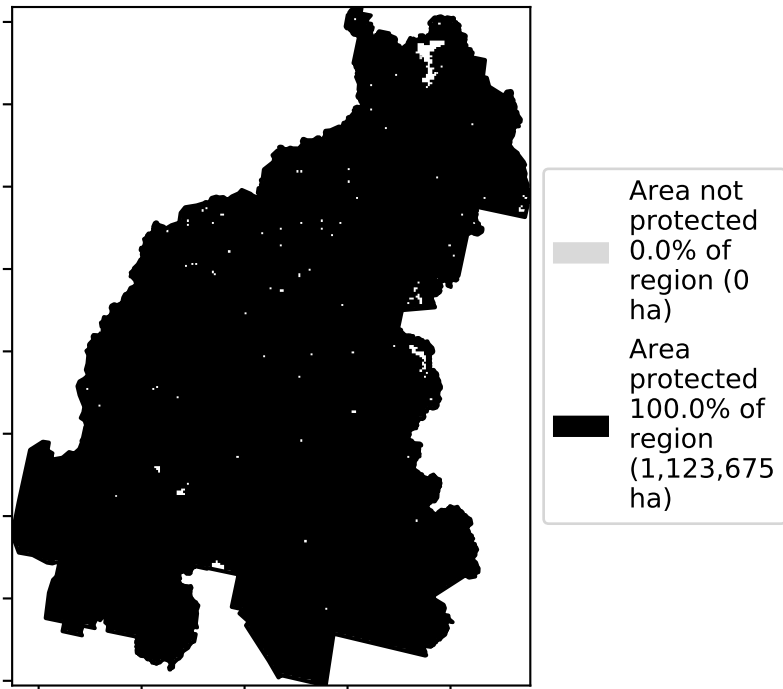 Area not
protected
0.0% of
region (0
ha)
Area
protected
100.0% of
region
(1,123,675
ha)